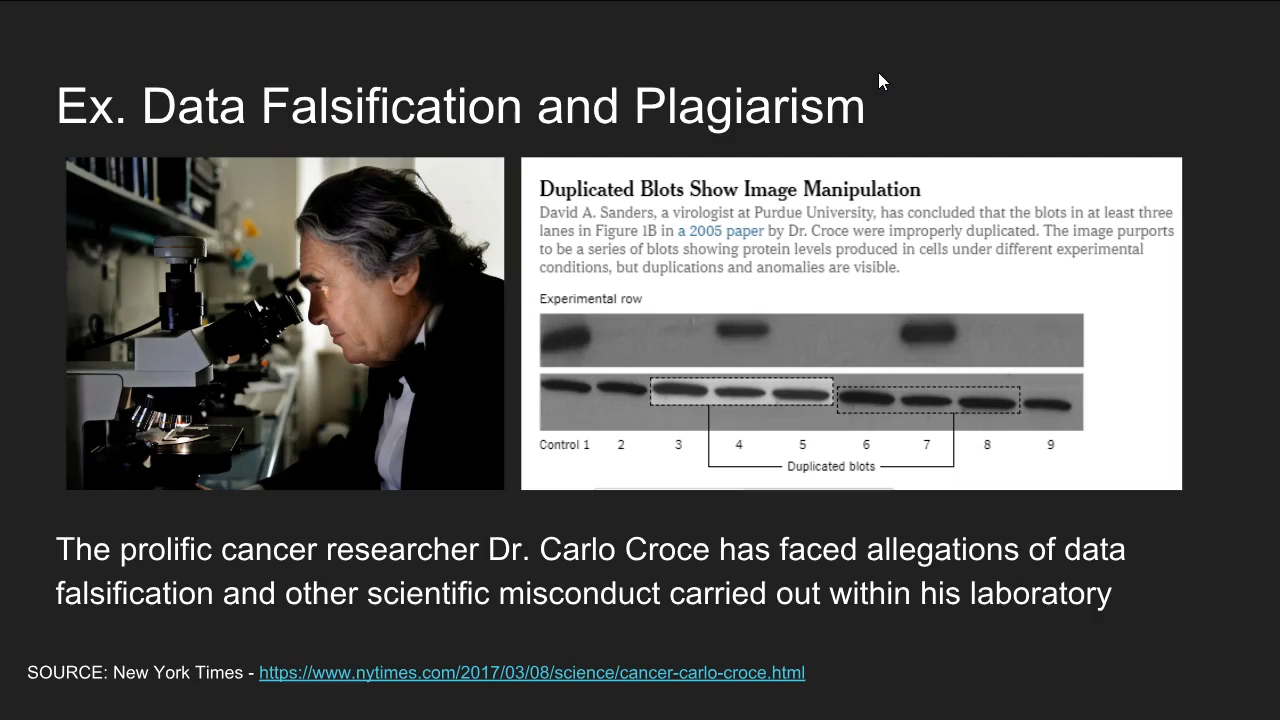 Ex. Data Falsification and Plagiarism
Duplicated Blots Show Image Manipulation
David A. Sanders, a virologist at Purdue University, has concluded that the blots in at least three
lanes in Figure 1B in a 2005 paper by Dr. Croce were improperly duplicated. The image purports
to be a series of blots showing protein levels produced in cells under different experimental
conditions, but duplications and anomalies are visible.
Experimental row
Control 1 2 3 4 5 6 7 8 9
Duplicated blots
The prolific cancer researcher Dr. Carlo Croce has faced allegations of data
falsification and other scientific misconduct carried out within his laboratory
SOURCE: New York Times - https://www.nytimes.com/2017/03/08/science/cancer-carlo-croce.html